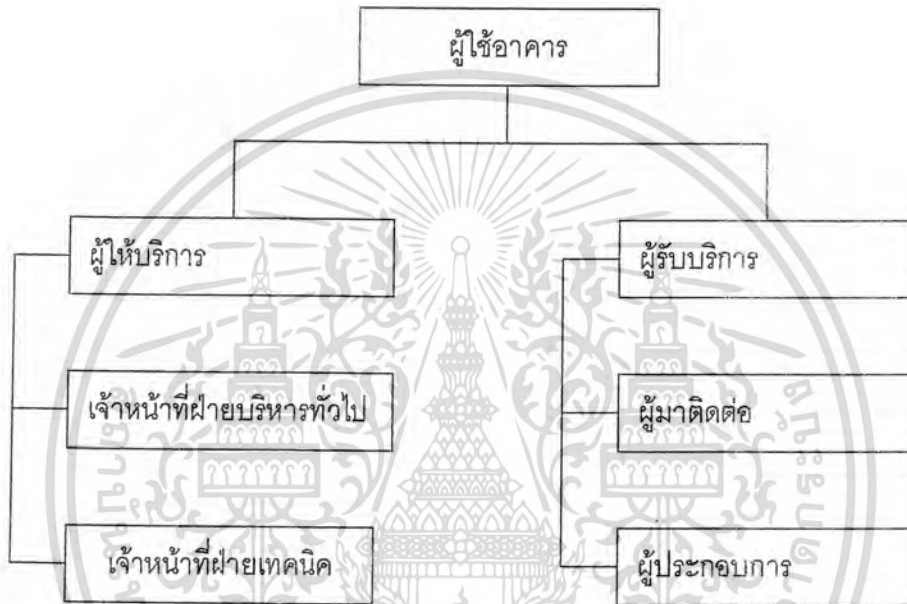 ผู้ใช้อาคาร
ผู้ให้บริการ
ผู้รับบริการ
เจ้าหน้าที่ฝ่ายบริหารทั่วไป
ผู้มาติดต่อ
เจ้าหน้าที่ฝ่ายเทคนิค
ผู้ประกอบการ